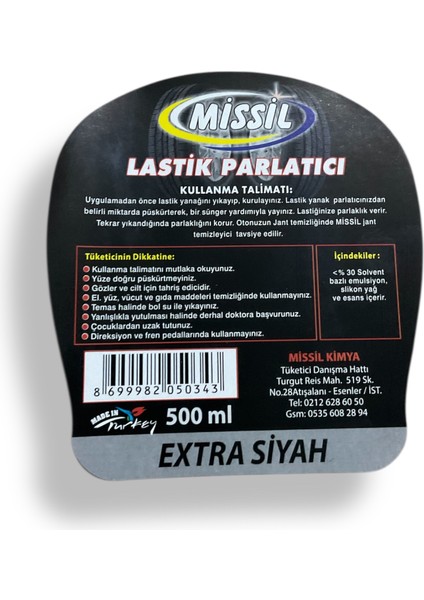 MİSSİL
LASTİK PARLATICI
KULLANMA TALİMATI:
Uygulamadan önce lastik yanağını yıkayıp, kurulayınız. Lastik yanak parlatıcınızdan
belirli miktarda püskürterek, bir sünger yardımıyla yayınız. Lastiğinize parlaklık verir.
Tekrar yıkandığında parlaklığını korur. Otonuzun Jant temizliğinde MİSSİL jant
temizleyici tavsiye edilir.
Tüketicinin Dikkatine:
Kullanma talimatını mutlaka okuyunuz.
Yüze doğru püskürtmeyiniz.
Gözler ve cilt için tahriş edicidir.
El, yüz, vücut ve gıda maddeleri temizliğinde kullanmayınız.
Temas halinde bol su ile yıkayınız.
Yanlışlıkla yutulması halinde derhal doktora başvurunuz.
Çocuklardan uzak tutunuz.
Direksiyon ve fren pedallarında kullanmayınız.
İçindekiler :
<% 30 Solvent
bazlı emulsiyon,
slikon yağ
ve esans içerir.
8 699982 050343
MADE IN
Turkey
500 ml
MİSSİL KİMYA
Tüketici Danışma Hattı
Turgut Reis Mah. 519 Sk.
No.28Atışalanı - Esenler / İST.
Tel: 0212 628 60 50
Gsm: 0535 608 28 94
EXTRA SİYAH